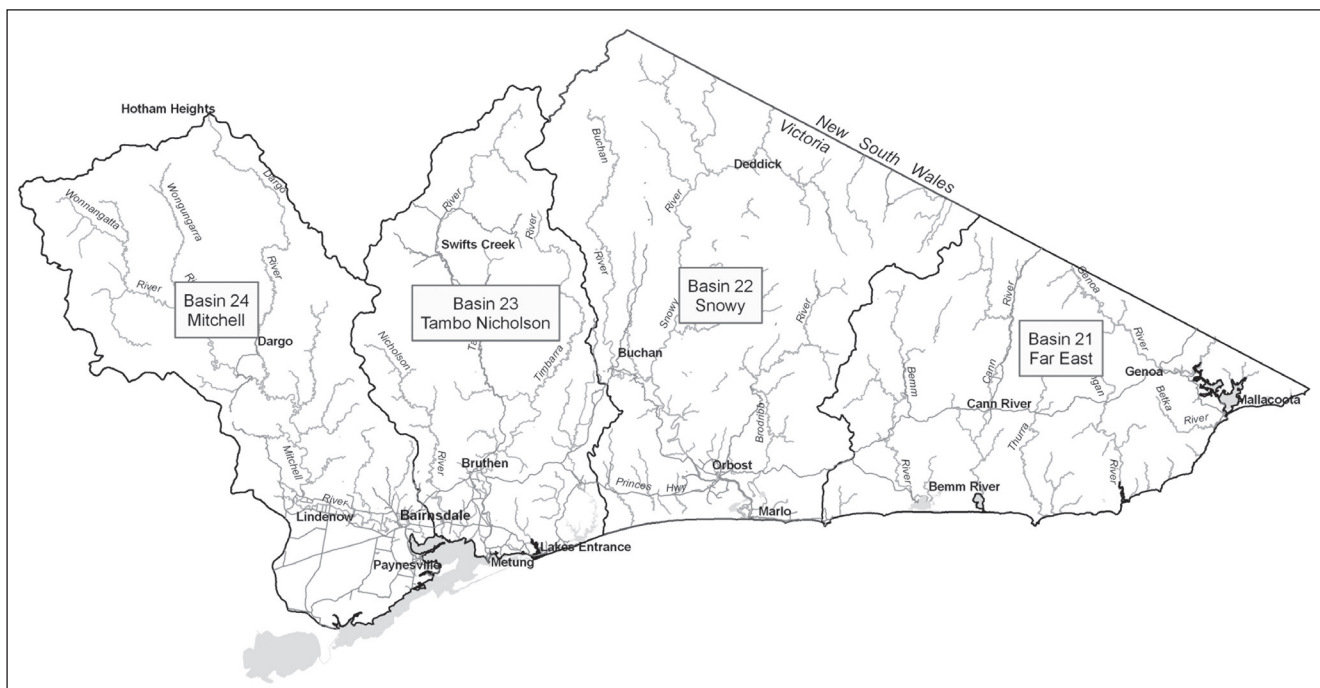 Hotham Heights
New South Wales
Victoria
Buchan
River
Deddick
Dargo
River
Wonnangatta
Wongungarra
River
River
Swifts Creek
River
River
River
Basin 24
Mitchell
Basin 23
Tambo Nicholson
Basin 22
Snowy
Basin 21
Far East
Snowy
River
Genoa
River
River
Cann
Nicholson
Dargo
Timbarra
Buchan
Bemm
Genoa
Cann River
Betka
River
Mallacoota
Brodribb
Thurra
Mitchell
River
River
Bruthen
Orbost
Princes Hwy
River
Bemm River
River
River
Lindenow
Bairnsdale
Marlo
Paynesville
Metung
Lakes Entrance